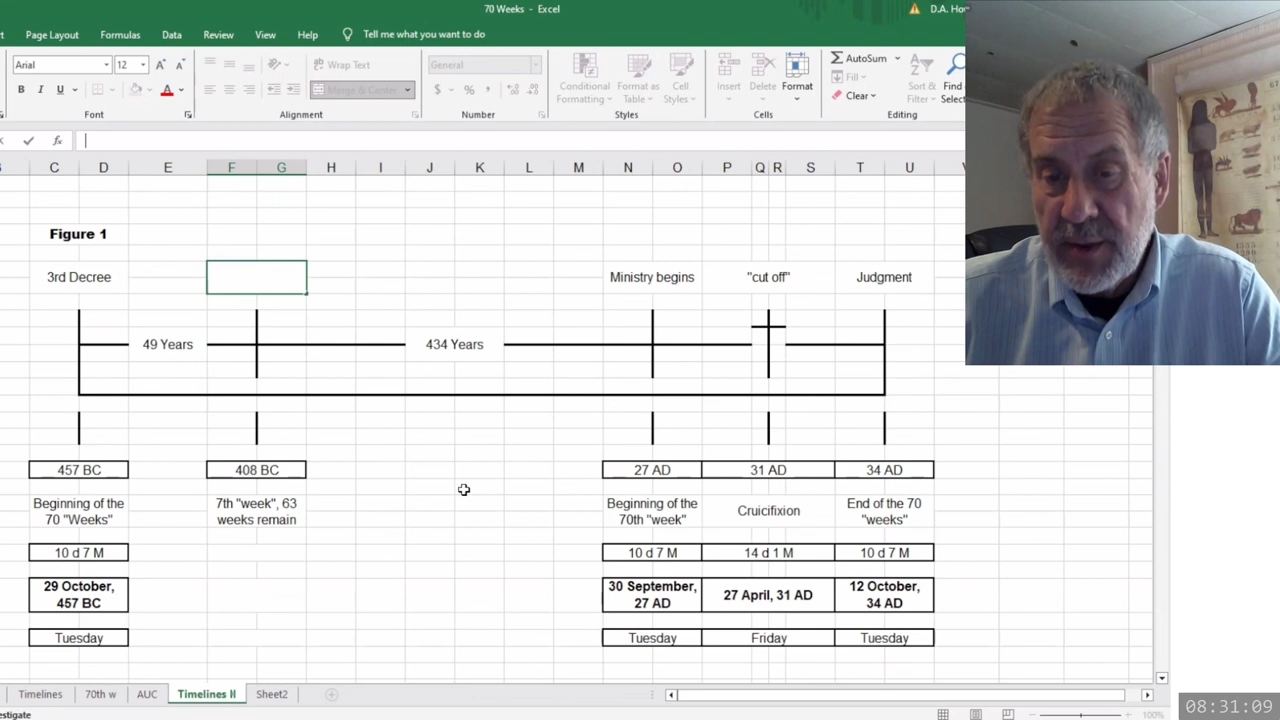 70 Weeks - Excel
D.A. Ho
Page Layout Formulas Data Review View Help Tell me what you want to do
Arial 12 Wrap Text General AutoSum
Conditional Format as Cell Insert Delete Format Fill Sort & Find
B I U A Merge & Center $ % Formatting Table Styles Clear Filter Select
Font Alignment Number Styles Cells Editing
fx
C D E F G H I J K L M N O P Q R S T U
Figure 1
3rd Decree Ministry begins "cut off" Judgment
49 Years 434 Years
457 BC 408 BC 27 AD 31 AD 34 AD
Beginning of the 7th "week", 63 Beginning of the Cruicifixion End of the 70
70 "Weeks" weeks remain 70th "week" "weeks"
10 d 7 M 10 d 7 M 14 d 1 M 10 d 7 M
29 October, 30 September, 27 April, 31 AD 12 October,
457 BC 27 AD 34 AD
Tuesday Tuesday Friday Tuesday
Timelines 70th w AUC Timelines II Sheet2
estigate 100%
08:31:09